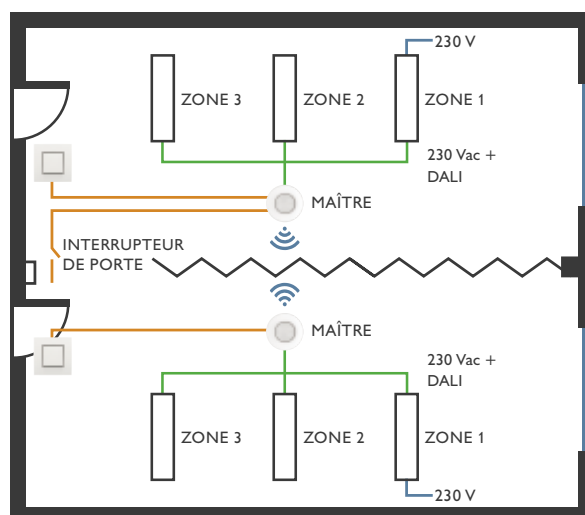 230 V
ZONE 3
ZONE 2
ZONE 1
230 Vac +
DALI
MAÎTRE
INTERRUPTEUR
DE PORTE
MAÎTRE
230 Vac +
DALI
ZONE 3
ZONE 2
ZONE 1
230 V